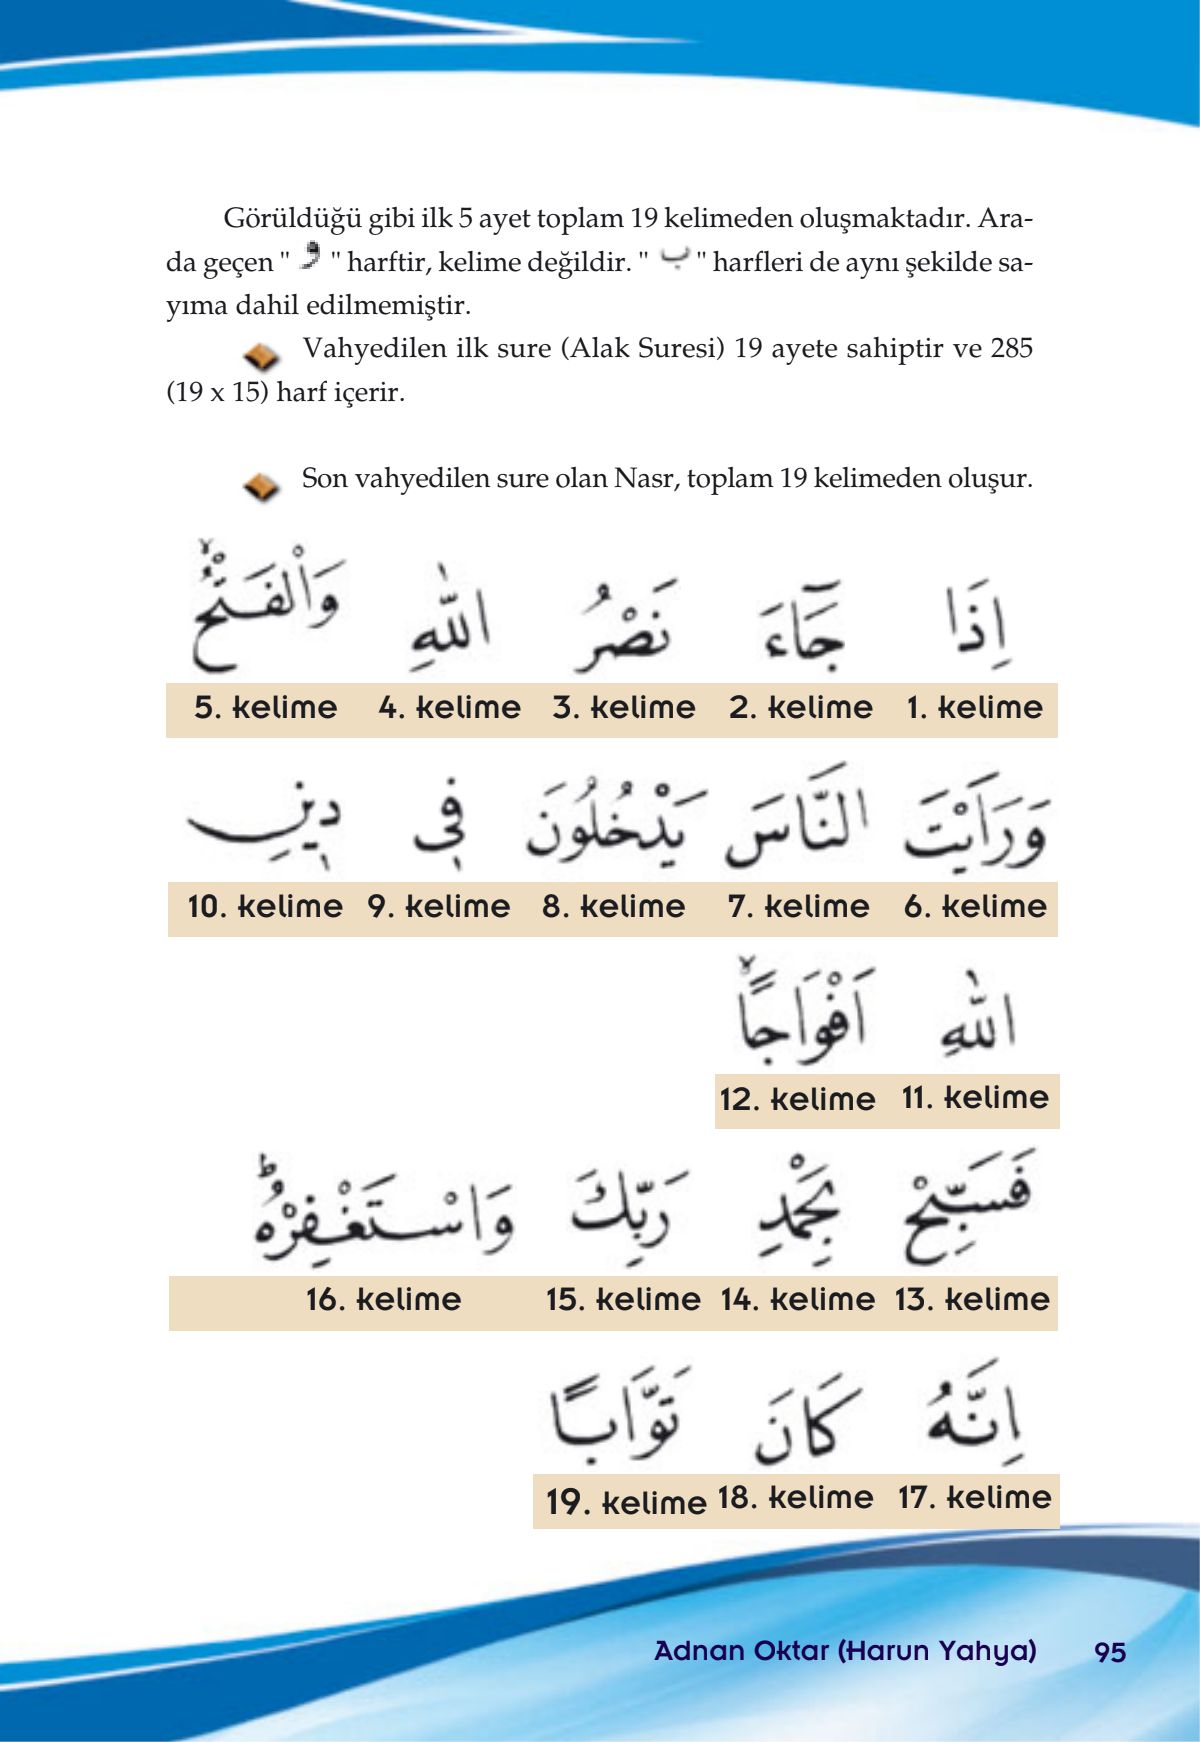 Görüldüğü gibi ilk 5 ayet toplam 19 kelimeden oluşmaktadır. Ara-
da geçen " و " harftir, kelime değildir. " ب " harfleri de aynı şekilde sa-
yıma dahil edilmemiştir.
Vahyedilen ilk sure (Alak Suresi) 19 ayete sahiptir ve 285
(19 x 15) harf içerir.
Son vahyedilen sure olan Nasr, toplam 19 kelimeden oluşur.
اِذَا جَٓاءَ نَصْرُ اللّٰهِ وَالْفَتْحُۙ
5. kelime 4. kelime 3. kelime 2. kelime 1. kelime
وَرَاَيْتَ النَّاسَ يَدْخُلُونَ ف۪ى د۪ينِ
10. kelime 9. kelime 8. kelime 7. kelime 6. kelime
اللّٰهِ اَفْوَاجاًۙ
12. kelime 11. kelime
فَسَبِّحْ بِحَمْدِ رَبِّكَ وَاسْتَغْفِرْهُۜ
16. kelime 15. kelime 14. kelime 13. kelime
اِنَّهُ كَانَ تَوَّابًا
19. kelime 18. kelime 17. kelime
Adnan Oktar (Harun Yahya) 95